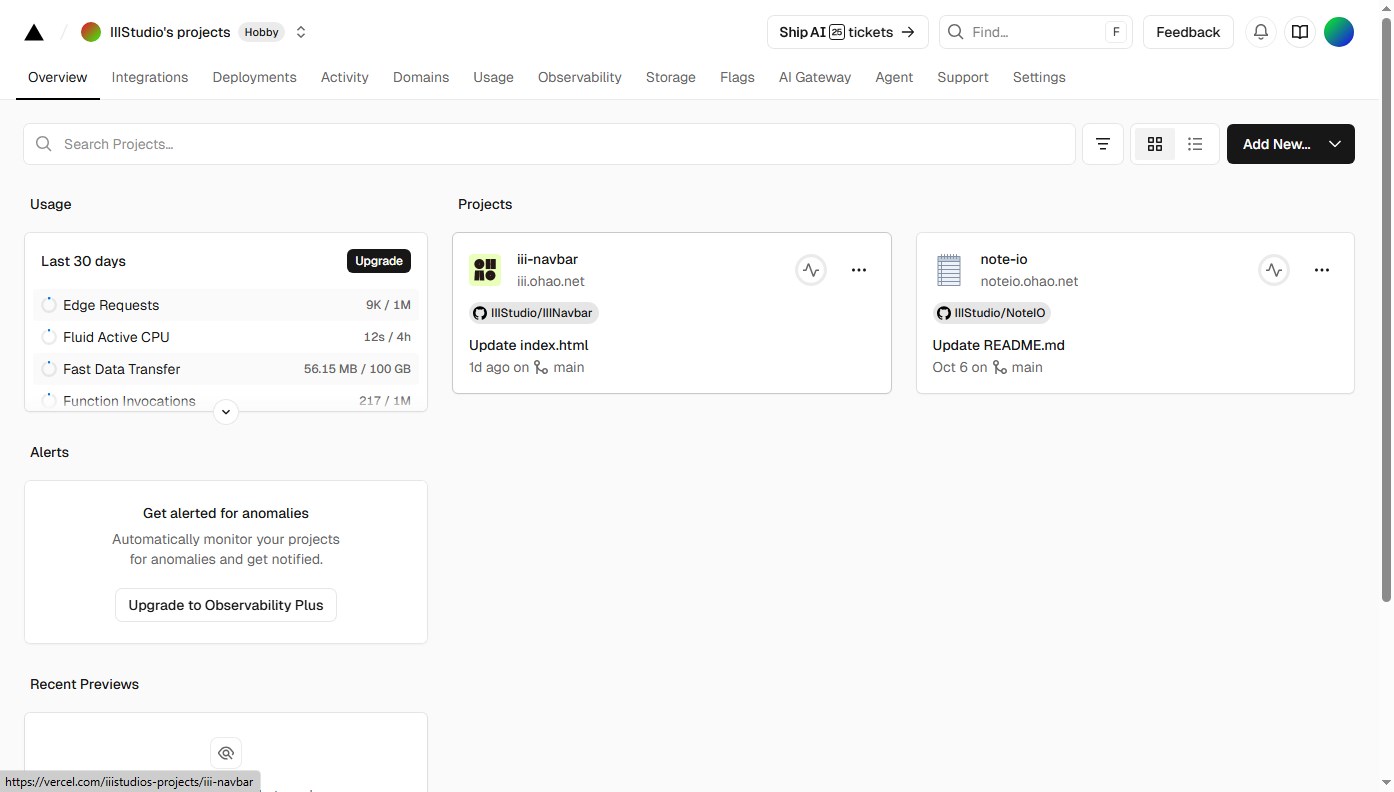 IIIStudio's projects Hobby
Ship AI 25 tickets →
Find... F
Feedback
Overview Integrations Deployments Activity Domains Usage Observability Storage Flags AI Gateway Agent Support Settings
Search Projects...
Add New...
Usage
Last 30 days Upgrade
Edge Requests 9K / 1M
Fluid Active CPU 12s / 4h
Fast Data Transfer 56.15 MB / 100 GB
Function Invocations 217 / 1M
Alerts
Get alerted for anomalies
Automatically monitor your projects
for anomalies and get notified.
Upgrade to Observability Plus
Recent Previews
Projects
iii-navbar
iii.ohao.net
IIIStudio/IIINavbar
Update index.html
1d ago on main
note-io
noteio.ohao.net
IIIStudio/NoteIO
Update README.md
Oct 6 on main
https://vercel.com/iiistudios-projects/iii-navbar